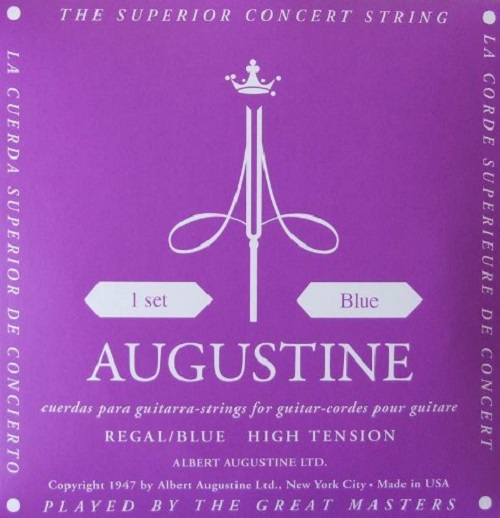 THE SUPERIOR CONCERT STRING
LA CUERDA SUPERIOR DE CONCIERTO
LA CORDE SUPERIEURE DE CONCERT
1 set
Blue
AUGUSTINE
cuerdas para guitarra-strings for guitar-cordes pour guitare
REGAL/BLUE HIGH TENSION
ALBERT AUGUSTINE LTD.
Copyright 1947 by Albert Augustine Ltd., New York City • Made in USA
PLAYED BY THE GREAT MASTERS